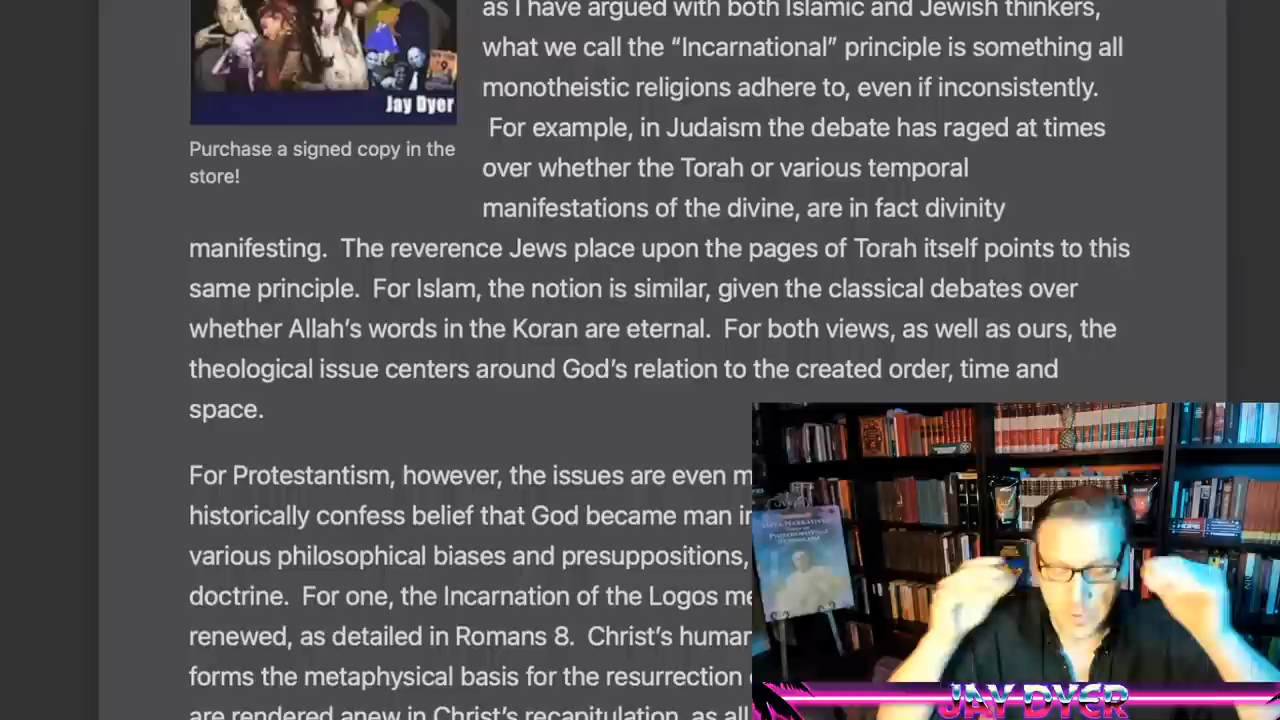 as I have argued with both Islamic and Jewish thinkers,
what we call the “Incarnational” principle is something all
monotheistic religions adhere to, even if inconsistently.
For example, in Judaism the debate has raged at times
over whether the Torah or various temporal
manifestations of the divine, are in fact divinity
Jay Dyer
Purchase a signed copy in the
store!
manifesting.  The reverence Jews place upon the pages of Torah itself points to this
same principle.  For Islam, the notion is similar, given the classical debates over
whether Allah’s words in the Koran are eternal.  For both views, as well as ours, the
theological issue centers around God’s relation to the created order, time and
space.
For Protestantism, however, the issues are even
historically confess belief that God became man
various philosophical biases and presuppositions,
doctrine.  For one, the Incarnation of the Logos
renewed, as detailed in Romans 8.  Christ’s
forms the metaphysical basis for the resurrection
are rendered anew in Christ’s recapitulation, as all
JAY DYER